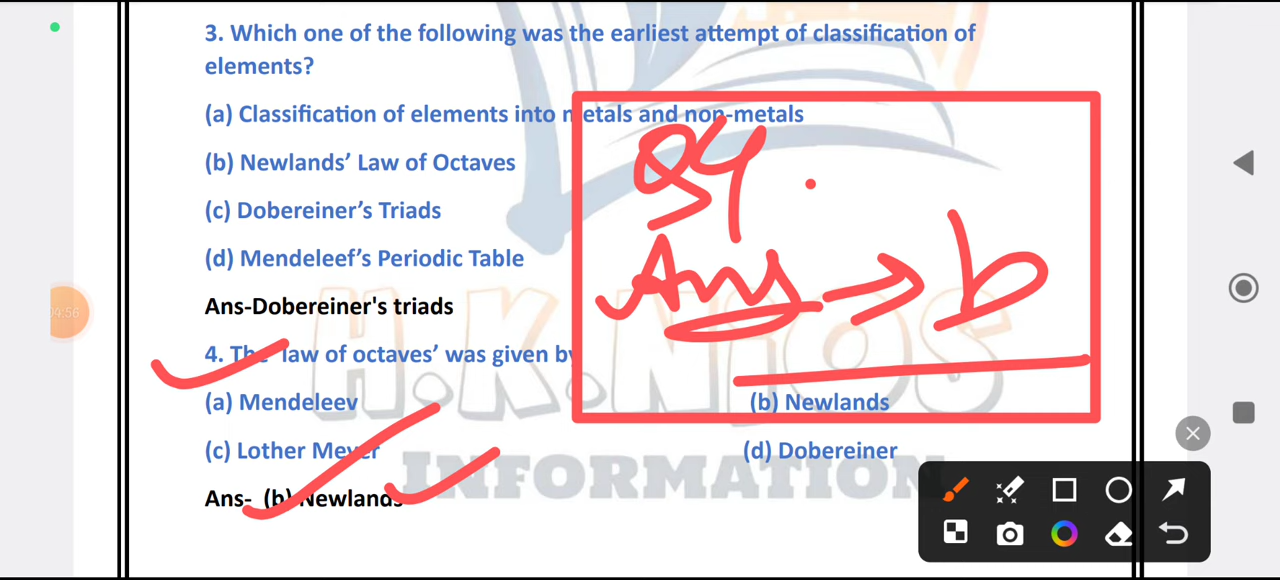 3. Which one of the following was the earliest attempt of classification of
elements?
(a) Classification of elements into metals and non-metals
(b) Newlands' Law of Octaves
(c) Dobereiner's Triads
(d) Mendeleef's Periodic Table
Ans-Dobereiner's triads
4. The 'law of octaves' was given by
(a) Mendeleev
(b) Newlands
(c) Lother Meyer
(d) Dobereiner
Ans- (b) Newlands
Q4.
Ans → b
H.K.NIOS
INFORMATION